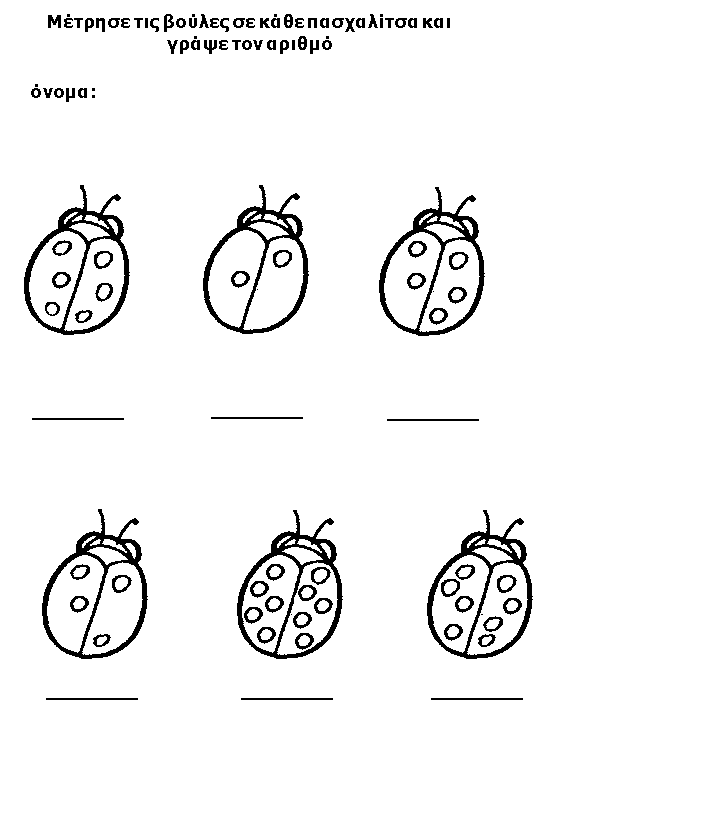 Μέτρησε τις βούλες σε κάθε πασχαλίτσα και
γράψε τον αριθμό
όνομα: